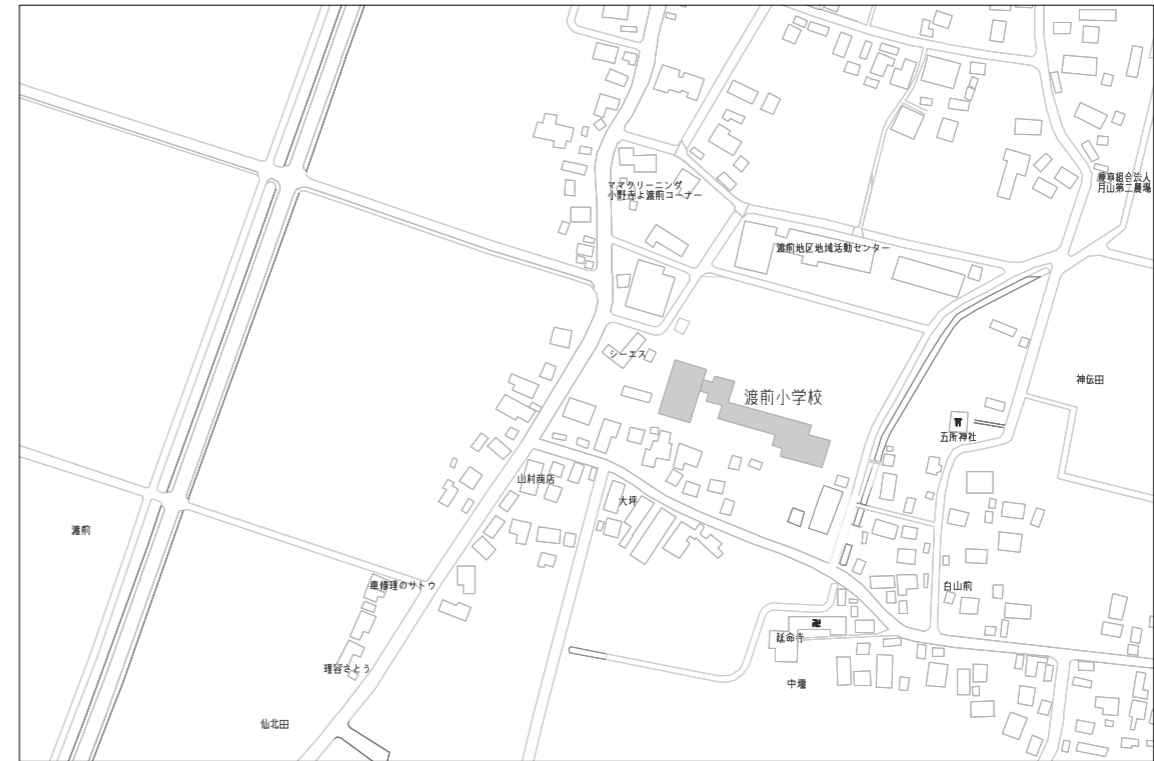 ママクリーニング
小野寺よ渡前コーナー
農事組合法人
月山第二農場
渡前地区地域活動センター
シーエス
神伝田
渡前小学校
五所神社
山村商店
大坪
渡前
車修理のサトウ
白山前
延命寺
理容さとう
中堰
仙北田